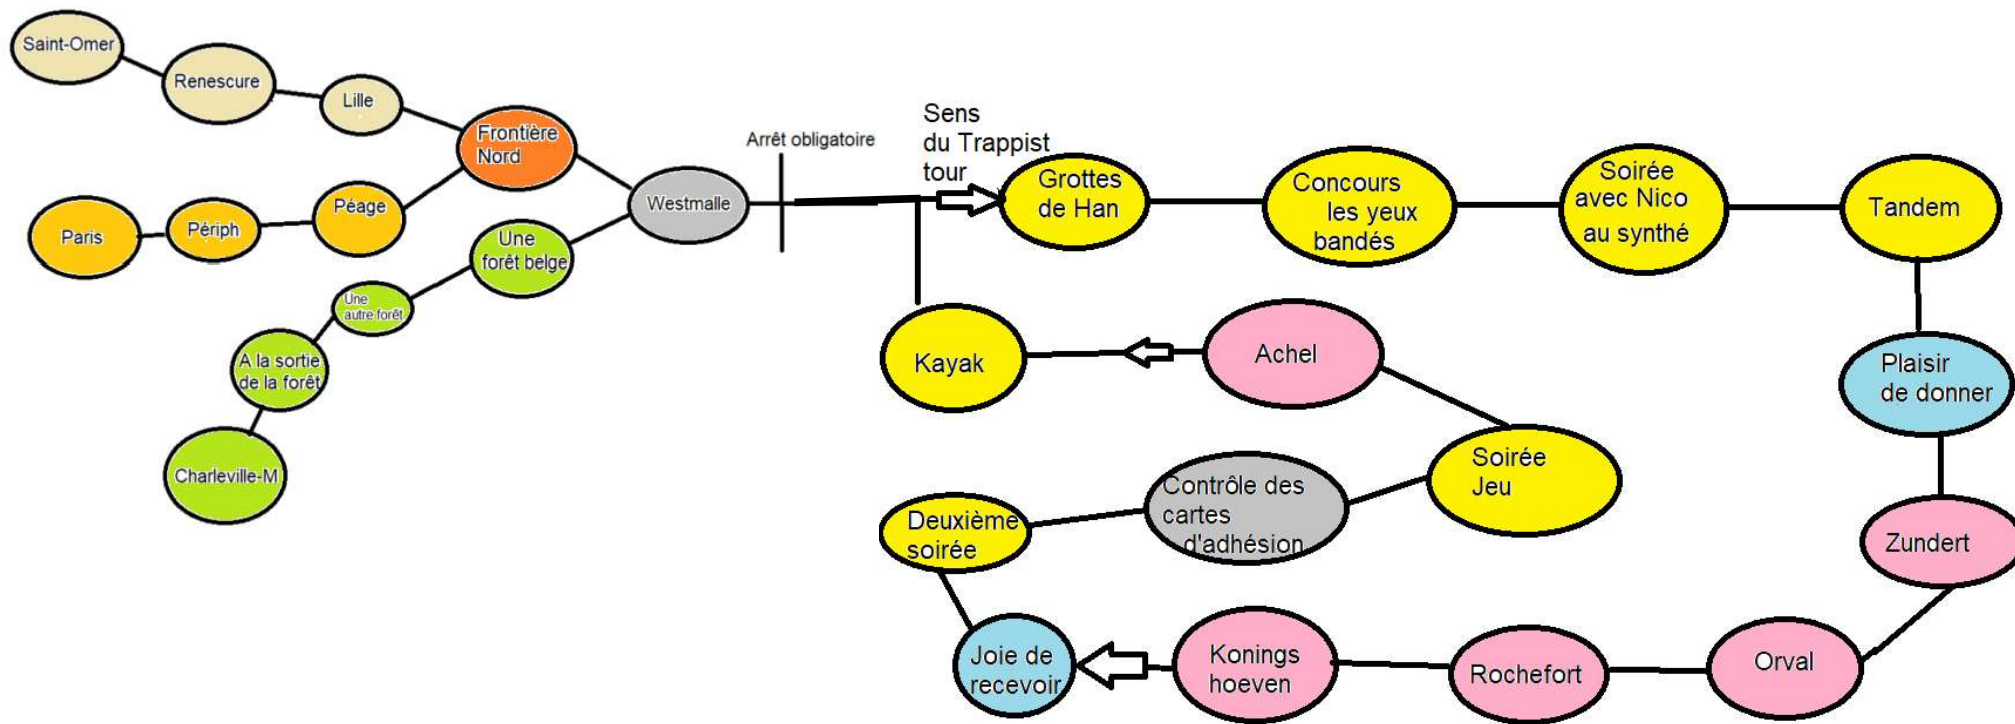 Saint-Omer
Renescure
Lille
Frontière
Nord
Paris
Périph
Péage
Westmalle
Une
forêt belge
Une
autre forêt
A la sortie
de la forêt
Charleville-M
Arrêt obligatoire
Sens
du Trappist
tour
Grottes
de Han
Concours
les yeux
bandés
Soirée
avec Nico
au synthé
Tandem
Plaisir
de donner
Zundert
Orval
Rochefort
Konings
hoeven
Joie de
recevoir
Deuxième
soirée
Contrôle des
cartes
d'adhésion
Soirée
Jeu
Achel
Kayak